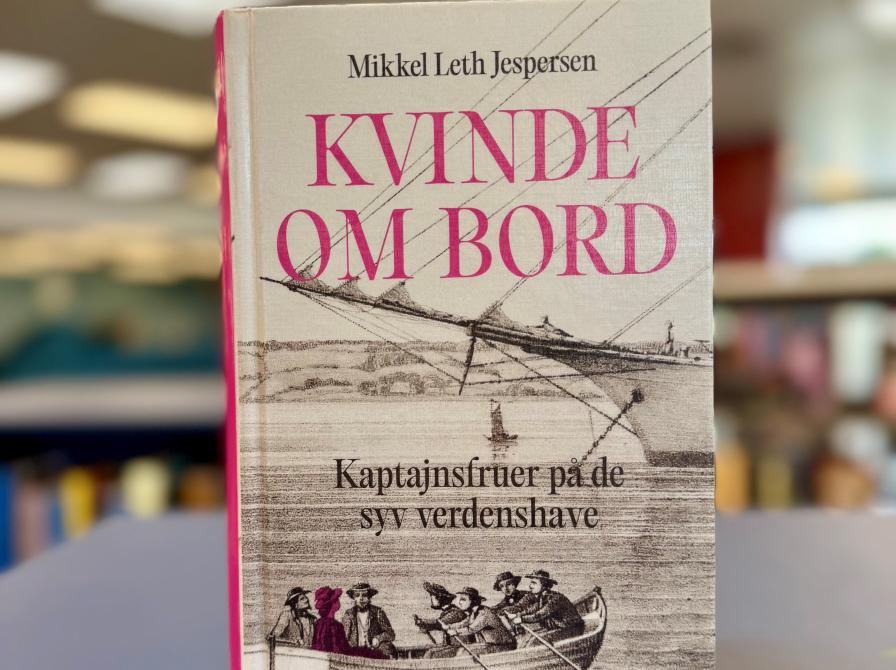 Mikkel Leth Jespersen
KVINDE
OM BORD
Kaptajnsfruer på de
syv verdenshave